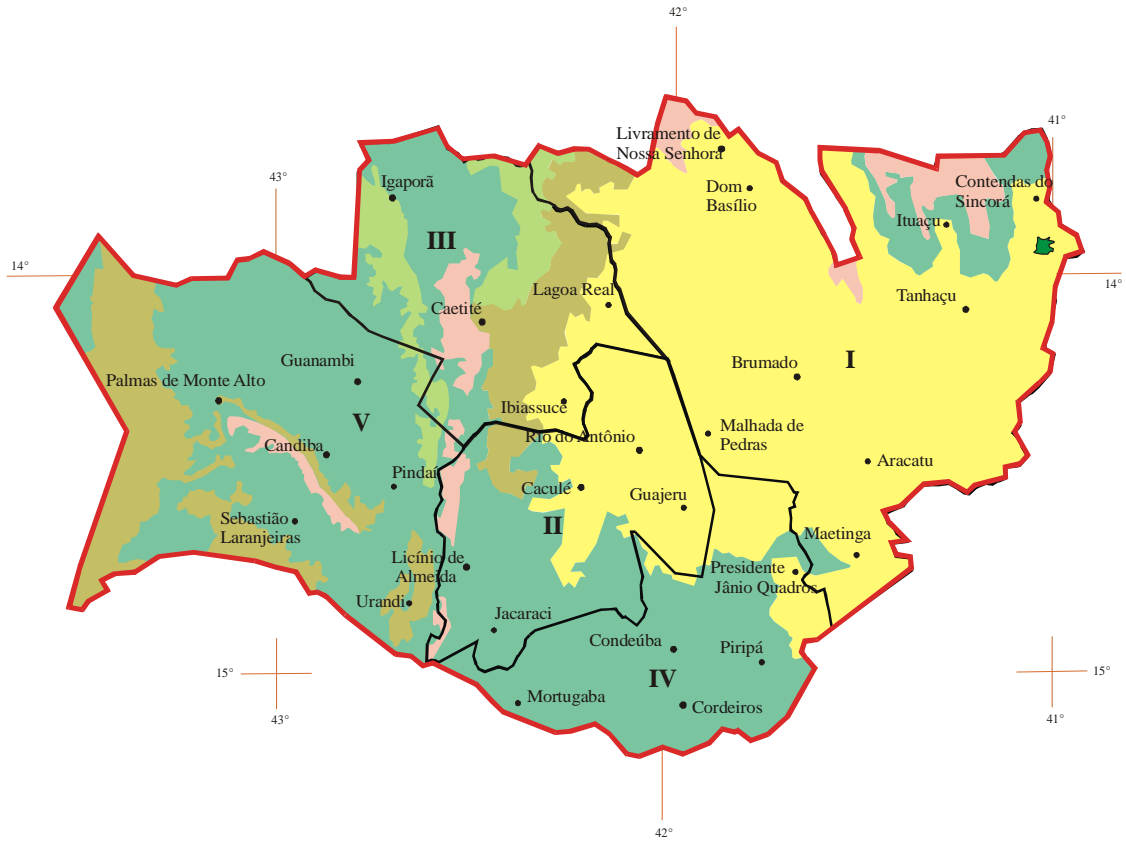 42°
41°
Livramento de
Nossa Senhora
43°
Igaporã
Dom
Basílio
Contendas do
Sincorá
Ituaçu
III
14°
14°
Lagoa Real
Tanhaçu
Caetité
Guanambi
Brumado
I
Palmas de Monte Alto
Ibiassucê
V
Rio do Antônio
Malhada de
Pedras
Candiba
Aracatu
Pindaí
Caculé
Guajeru
Sebastião
Laranjeiras
II
Maetinga
Licínio de
Almeida
Presidente
Jânio Quadros
Urandi
Jacaraci
Condeúba
Piripá
15°
15°
IV
Mortugaba
Cordeiros
43°
41°
42°